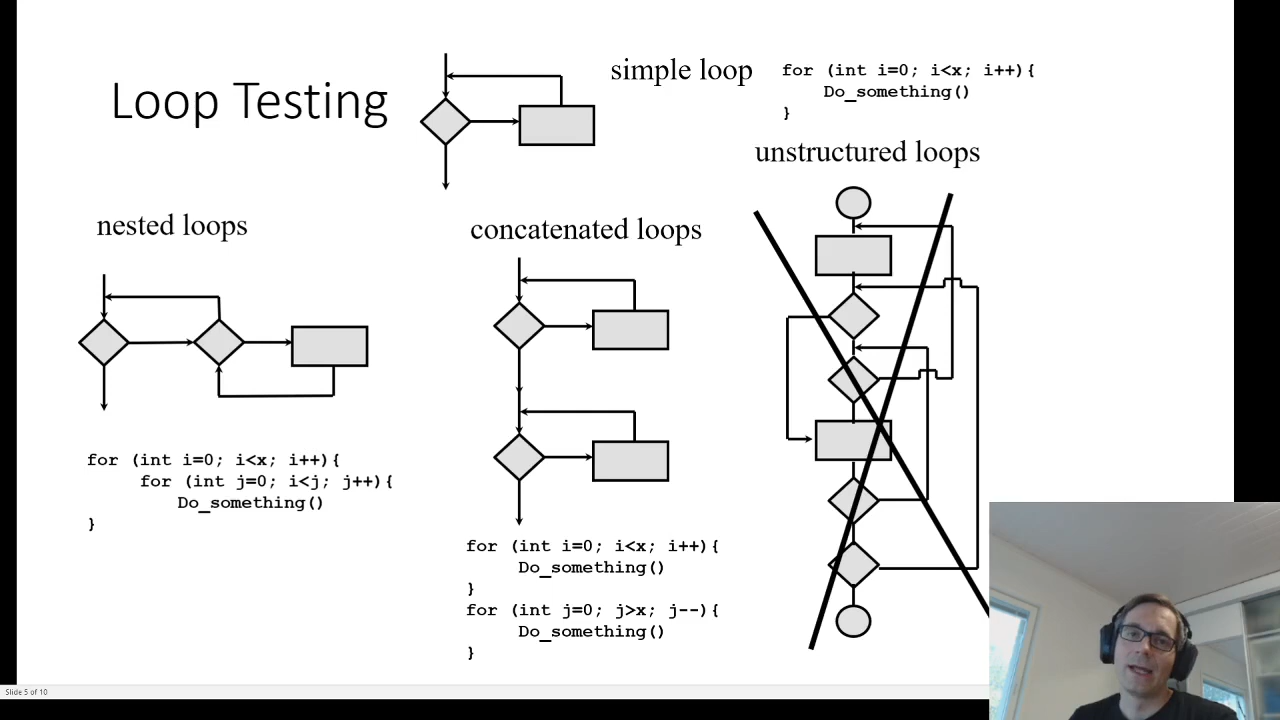 Loop Testing
simple loop
for (int i=0; i<x; i++){
Do_something()
}
unstructured loops
nested loops
for (int i=0; i<x; i++){
for (int j=0; i<j; j++){
Do_something()
}
concatenated loops
for (int i=0; i<x; i++){
Do_something()
}
for (int j=0; j>x; j--){
Do_something()
}
Slide 5 of 10